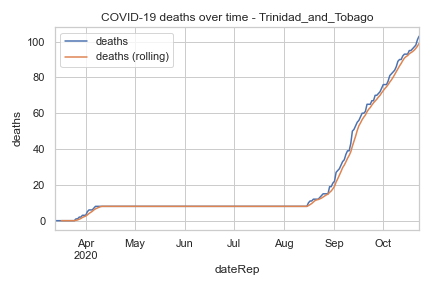 COVID-19 deaths over time - Trinidad_and_Tobago
deaths
deaths (rolling)
100
80
60
40
20
0
deaths
Apr May Jun Jul Aug Sep Oct
2020
dateRep